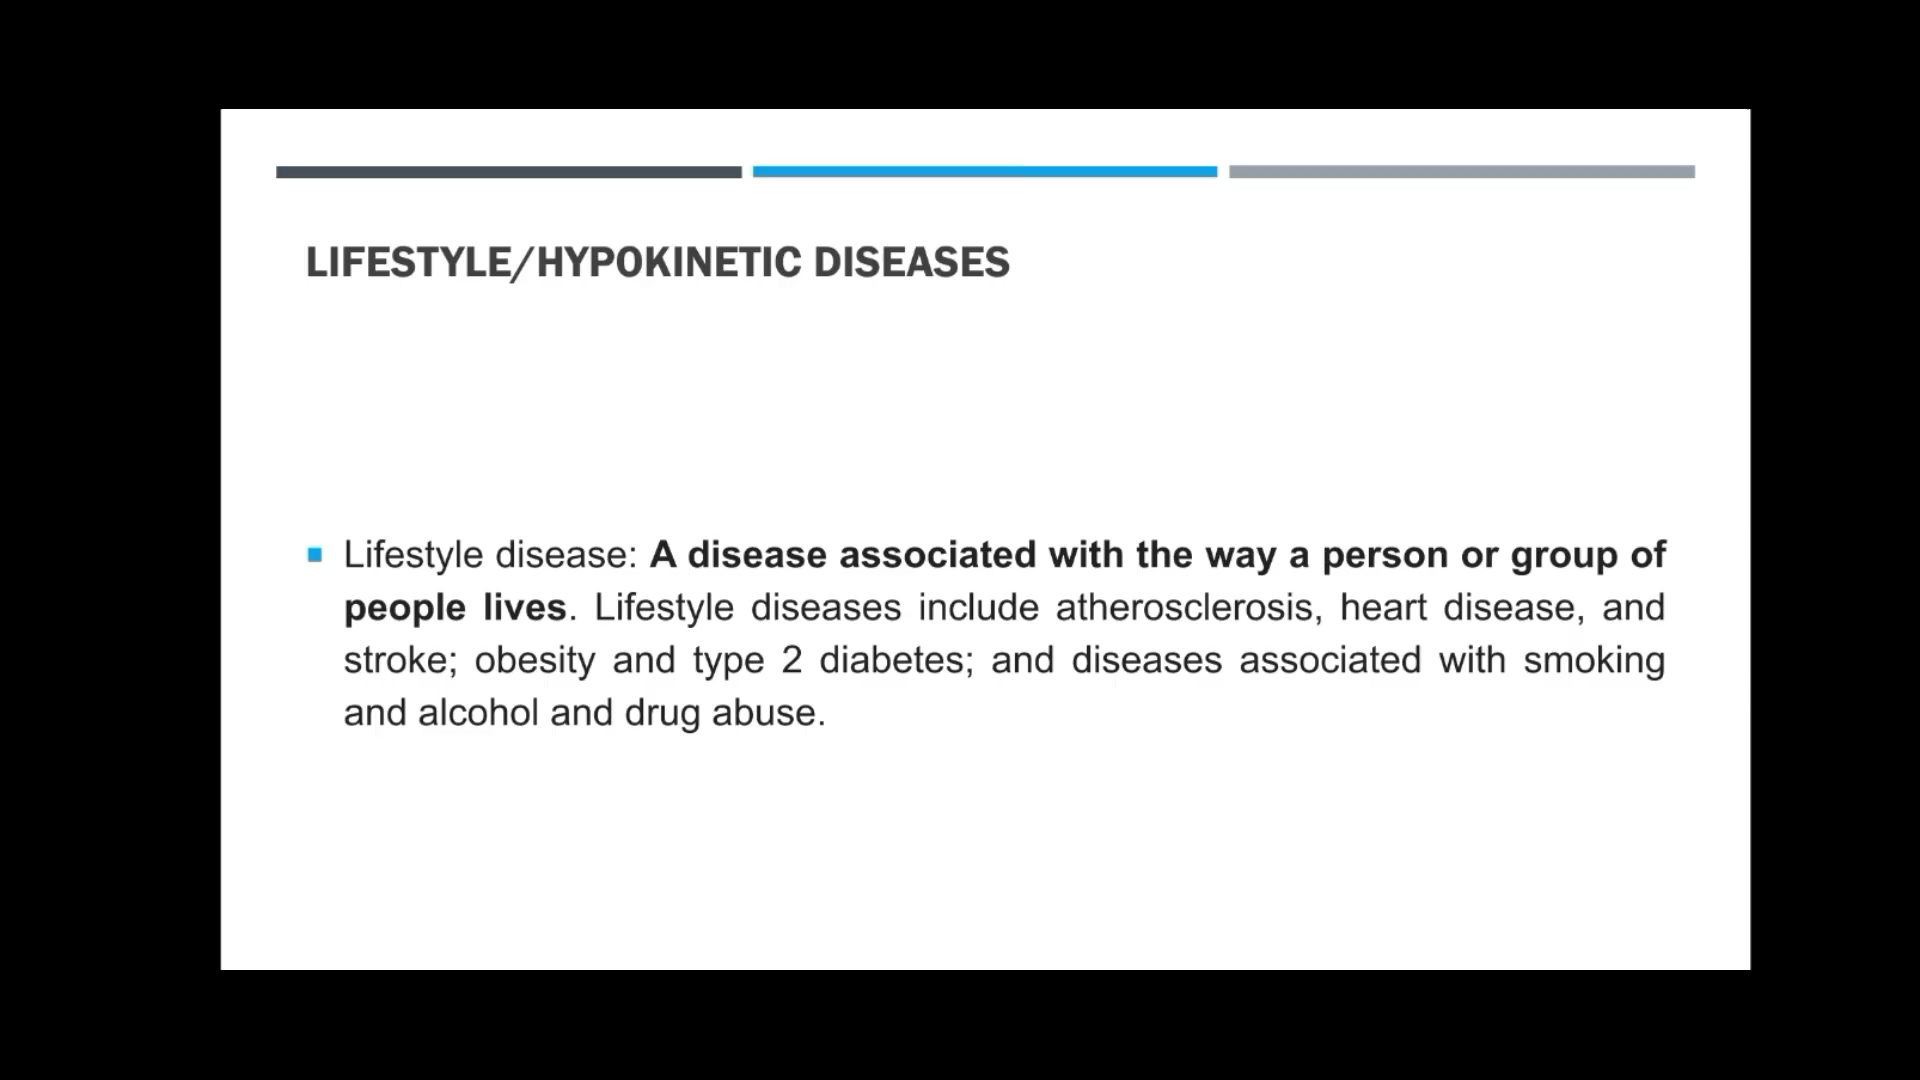 LIFESTYLE/HYPOKINETIC DISEASES
Lifestyle disease: A disease associated with the way a person or group of
people lives. Lifestyle diseases include atherosclerosis, heart disease, and
stroke; obesity and type 2 diabetes; and diseases associated with smoking
and alcohol and drug abuse.